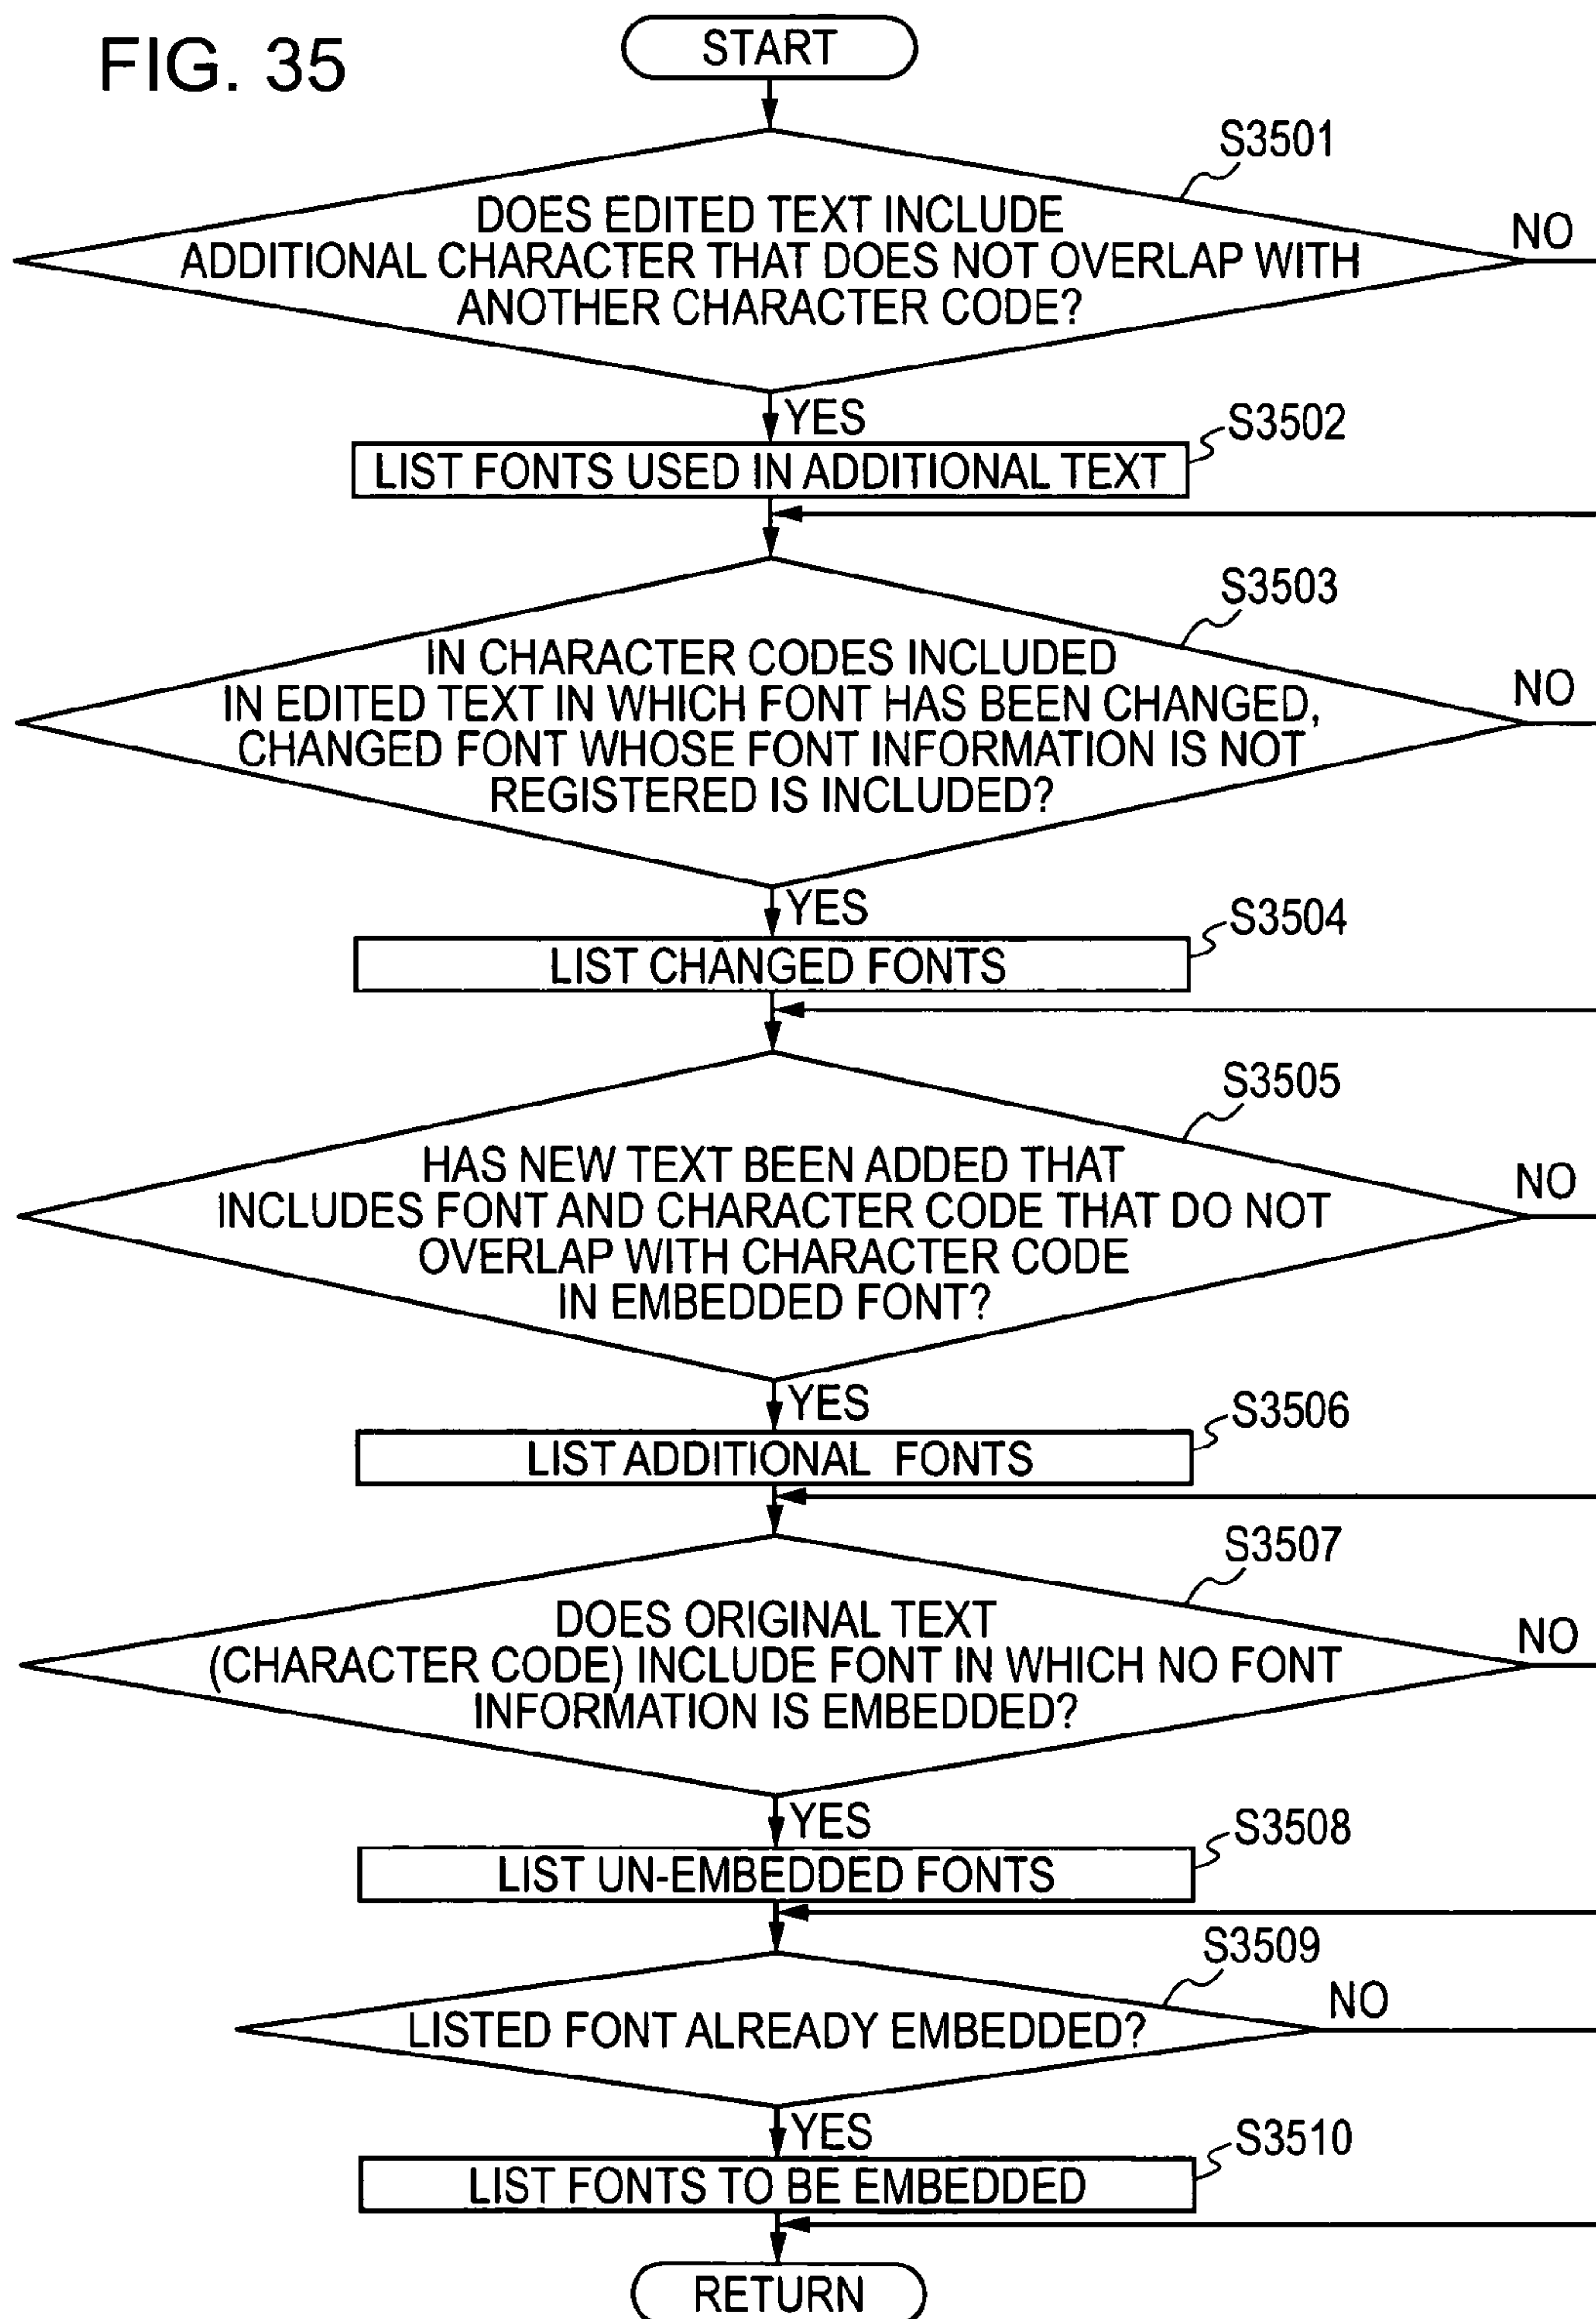 FIG. 35
START
S3501
DOES EDITED TEXT INCLUDE
ADDITIONAL CHARACTER THAT DOES NOT OVERLAP WITH
ANOTHER CHARACTER CODE?
NO
YES
S3502
LIST FONTS USED IN ADDITIONAL TEXT
S3503
IN CHARACTER CODES INCLUDED
IN EDITED TEXT IN WHICH FONT HAS BEEN CHANGED,
CHANGED FONT WHOSE FONT INFORMATION IS NOT
REGISTERED IS INCLUDED?
NO
YES
S3504
LIST CHANGED FONTS
S3505
HAS NEW TEXT BEEN ADDED THAT
INCLUDES FONT AND CHARACTER CODE THAT DO NOT
OVERLAP WITH CHARACTER CODE
IN EMBEDDED FONT?
NO
YES
S3506
LIST ADDITIONAL FONTS
S3507
DOES ORIGINAL TEXT
(CHARACTER CODE) INCLUDE FONT IN WHICH NO FONT
INFORMATION IS EMBEDDED?
NO
YES
S3508
LIST UN-EMBEDDED FONTS
S3509
LISTED FONT ALREADY EMBEDDED?
NO
YES
S3510
LIST FONTS TO BE EMBEDDED
RETURN